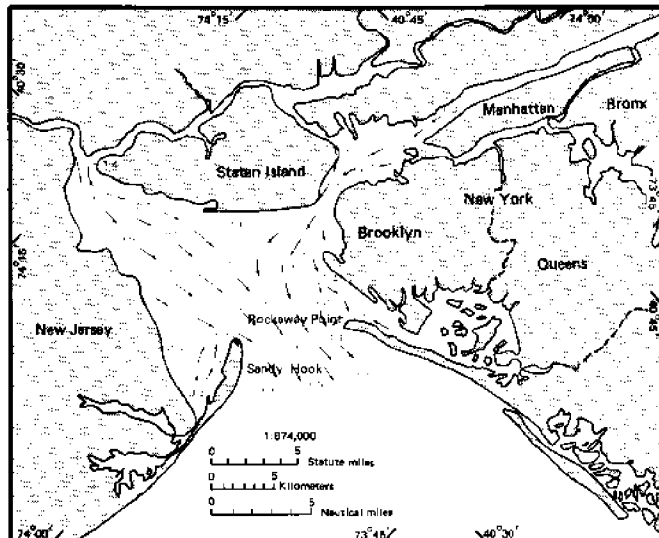 74°15'
40°45'
74°00'
40°30'
Manhattan
Bronx
Staten Island
New York
73°45'
Brooklyn
74°15'
Queens
New Jersey
Rockaway Point
40°45'
Sandy Hook
1:874,000
0 5
Statute miles
0 5
Kilometers
0 5
Nautical miles
74°00'
73°45'
40°30'